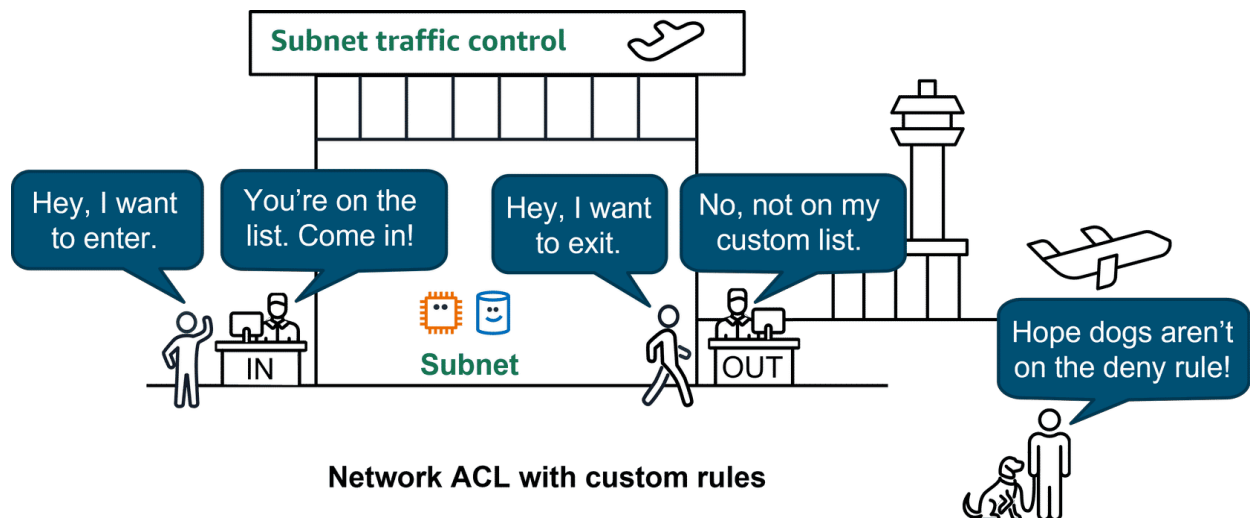 Subnet traffic control
Hey, I want
to enter.
You’re on the
list. Come in!
Hey, I want
to exit.
No, not on my
custom list.
Hope dogs aren’t
on the deny rule!
IN
Subnet
OUT
Network ACL with custom rules